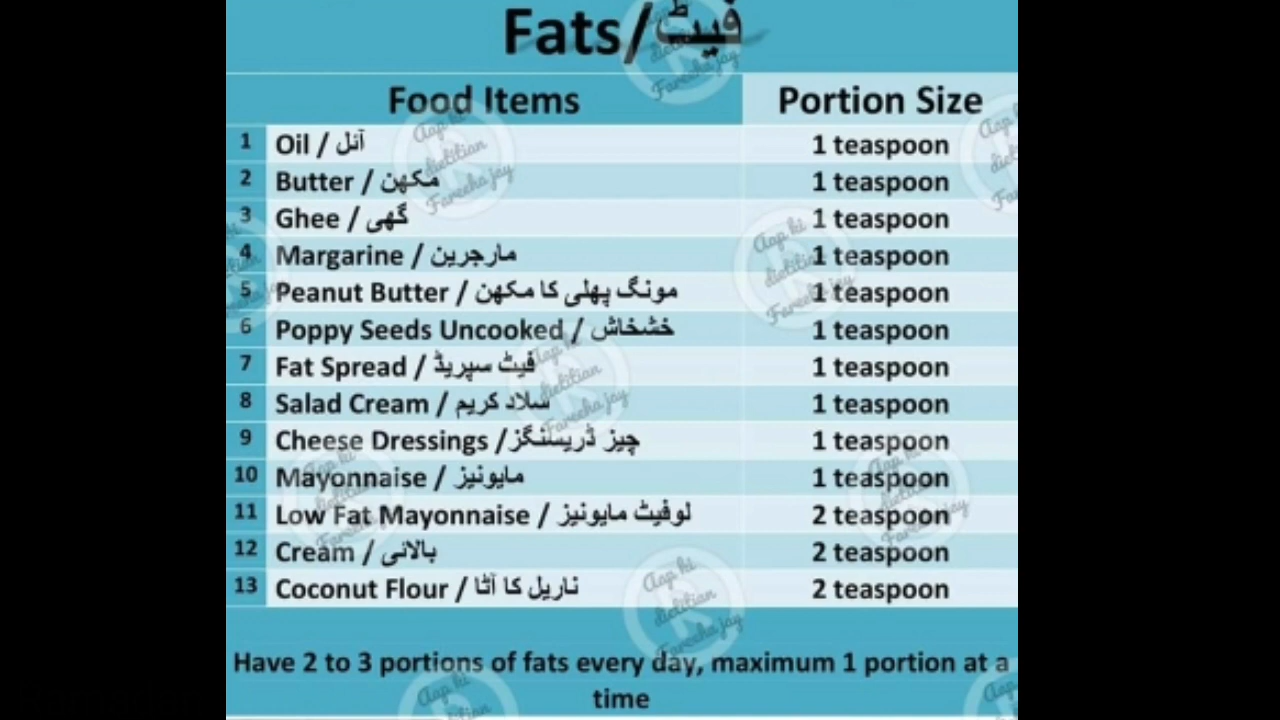 Fats/فیٹ
Food Items Portion Size
1 Oil / آئل 1 teaspoon
2 Butter / مکھن 1 teaspoon
3 Ghee / گھی 1 teaspoon
4 Margarine / مارجرین 1 teaspoon
5 Peanut Butter / مونگ پھلی کا مکھن 1 teaspoon
6 Poppy Seeds Uncooked / خشخاش 1 teaspoon
7 Fat Spread / فیٹ سپریڈ 1 teaspoon
8 Salad Cream / سلاد کریم 1 teaspoon
9 Cheese Dressings /چیز ڈریسنگز 1 teaspoon
10 Mayonnaise / مایونیز 1 teaspoon
11 Low Fat Mayonnaise / لوفیٹ مایونیز 2 teaspoon
12 Cream / بالائی 2 teaspoon
13 Coconut Flour / ناریل کا آٹا 2 teaspoon
Have 2 to 3 portions of fats every day, maximum 1 portion at a
time
Aap ki
dietitian
Fareeha jay